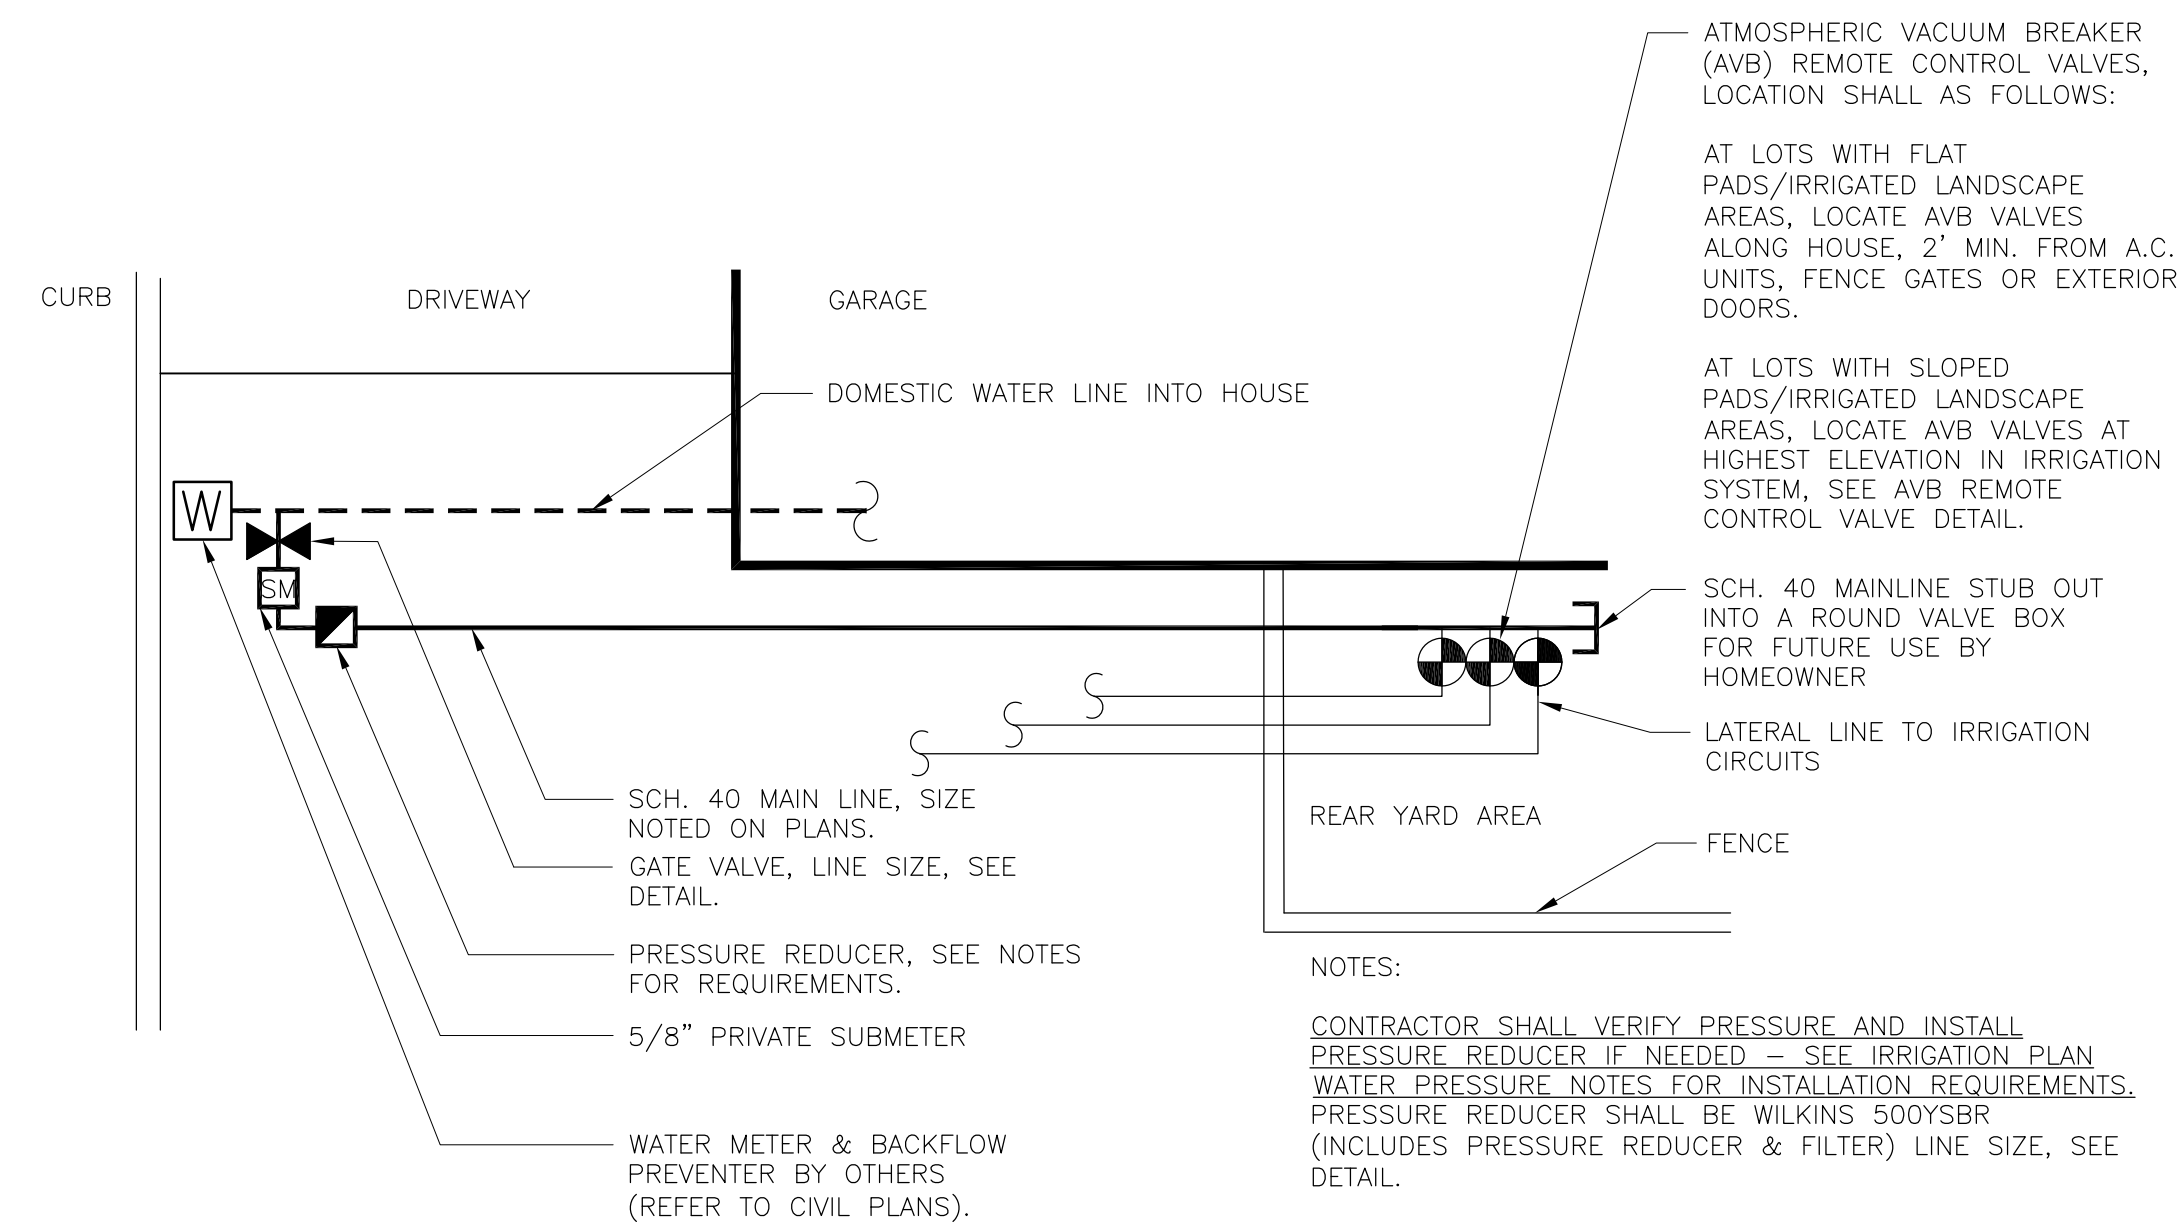 ATMOSPHERIC VACUUM BREAKER
(AVB) REMOTE CONTROL VALVES,
LOCATION SHALL AS FOLLOWS:
AT LOTS WITH FLAT
PADS/IRRIGATED LANDSCAPE
AREAS, LOCATE AVB VALVES
ALONG HOUSE, 2' MIN. FROM A.C.
UNITS, FENCE GATES OR EXTERIOR
DOORS.
AT LOTS WITH SLOPED
PADS/IRRIGATED LANDSCAPE
AREAS, LOCATE AVB VALVES AT
HIGHEST ELEVATION IN IRRIGATION
SYSTEM, SEE AVB REMOTE
CONTROL VALVE DETAIL.
CURB
DRIVEWAY
GARAGE
DOMESTIC WATER LINE INTO HOUSE
W
SM
SCH. 40 MAINLINE STUB OUT
INTO A ROUND VALVE BOX
FOR FUTURE USE BY
HOMEOWNER
LATERAL LINE TO IRRIGATION
CIRCUITS
SCH. 40 MAIN LINE, SIZE
NOTED ON PLANS.
GATE VALVE, LINE SIZE, SEE
DETAIL.
PRESSURE REDUCER, SEE NOTES
FOR REQUIREMENTS.
5/8" PRIVATE SUBMETER
WATER METER & BACKFLOW
PREVENTER BY OTHERS
(REFER TO CIVIL PLANS).
REAR YARD AREA
FENCE
NOTES:
CONTRACTOR SHALL VERIFY PRESSURE AND INSTALL
PRESSURE REDUCER IF NEEDED – SEE IRRIGATION PLAN
WATER PRESSURE NOTES FOR INSTALLATION REQUIREMENTS.
PRESSURE REDUCER SHALL BE WILKINS 500YSBR
(INCLUDES PRESSURE REDUCER & FILTER) LINE SIZE, SEE
DETAIL.